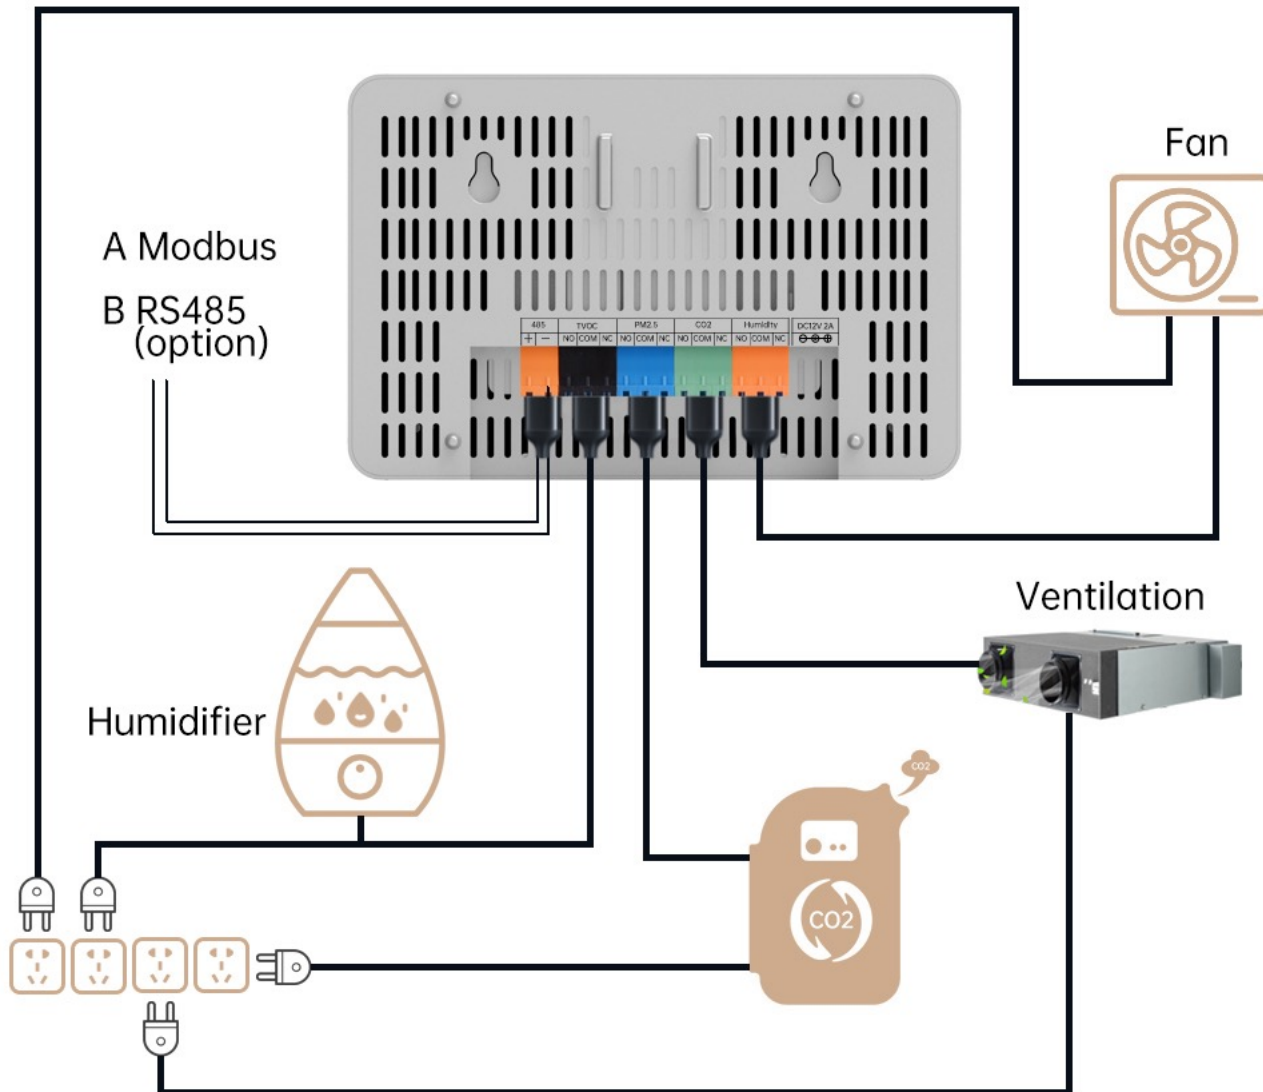 Fan
A Modbus
B RS485
(option)
485 TVOC PM2.5 CO2 Humidity DC12V 2A
+ - NO COM NC NO COM NC NO COM NC NO COM NC
Ventilation
Humidifier
CO2
CO2